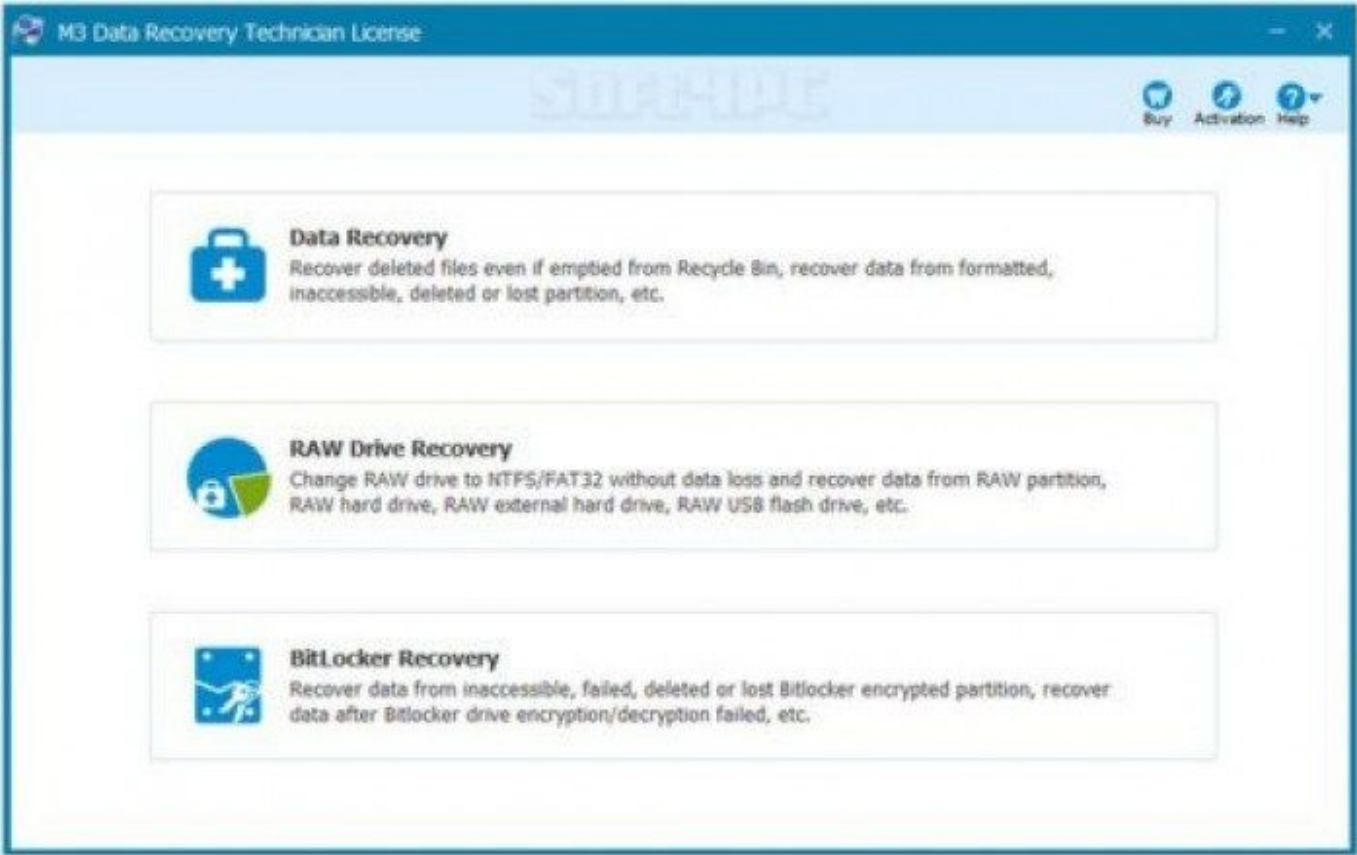 M3 Data Recovery Technician License
SOFT4PC
Buy Activation Help
Data Recovery
Recover deleted files even if emptied from Recycle Bin, recover data from formatted,
inaccessible, deleted or lost partition, etc.
RAW Drive Recovery
Change RAW drive to NTFS/FAT32 without data loss and recover data from RAW partition,
RAW hard drive, RAW external hard drive, RAW USB flash drive, etc.
BitLocker Recovery
Recover data from inaccessible, failed, deleted or lost Bitlocker encrypted partition, recover
data after Bitlocker drive encryption/decryption failed, etc.